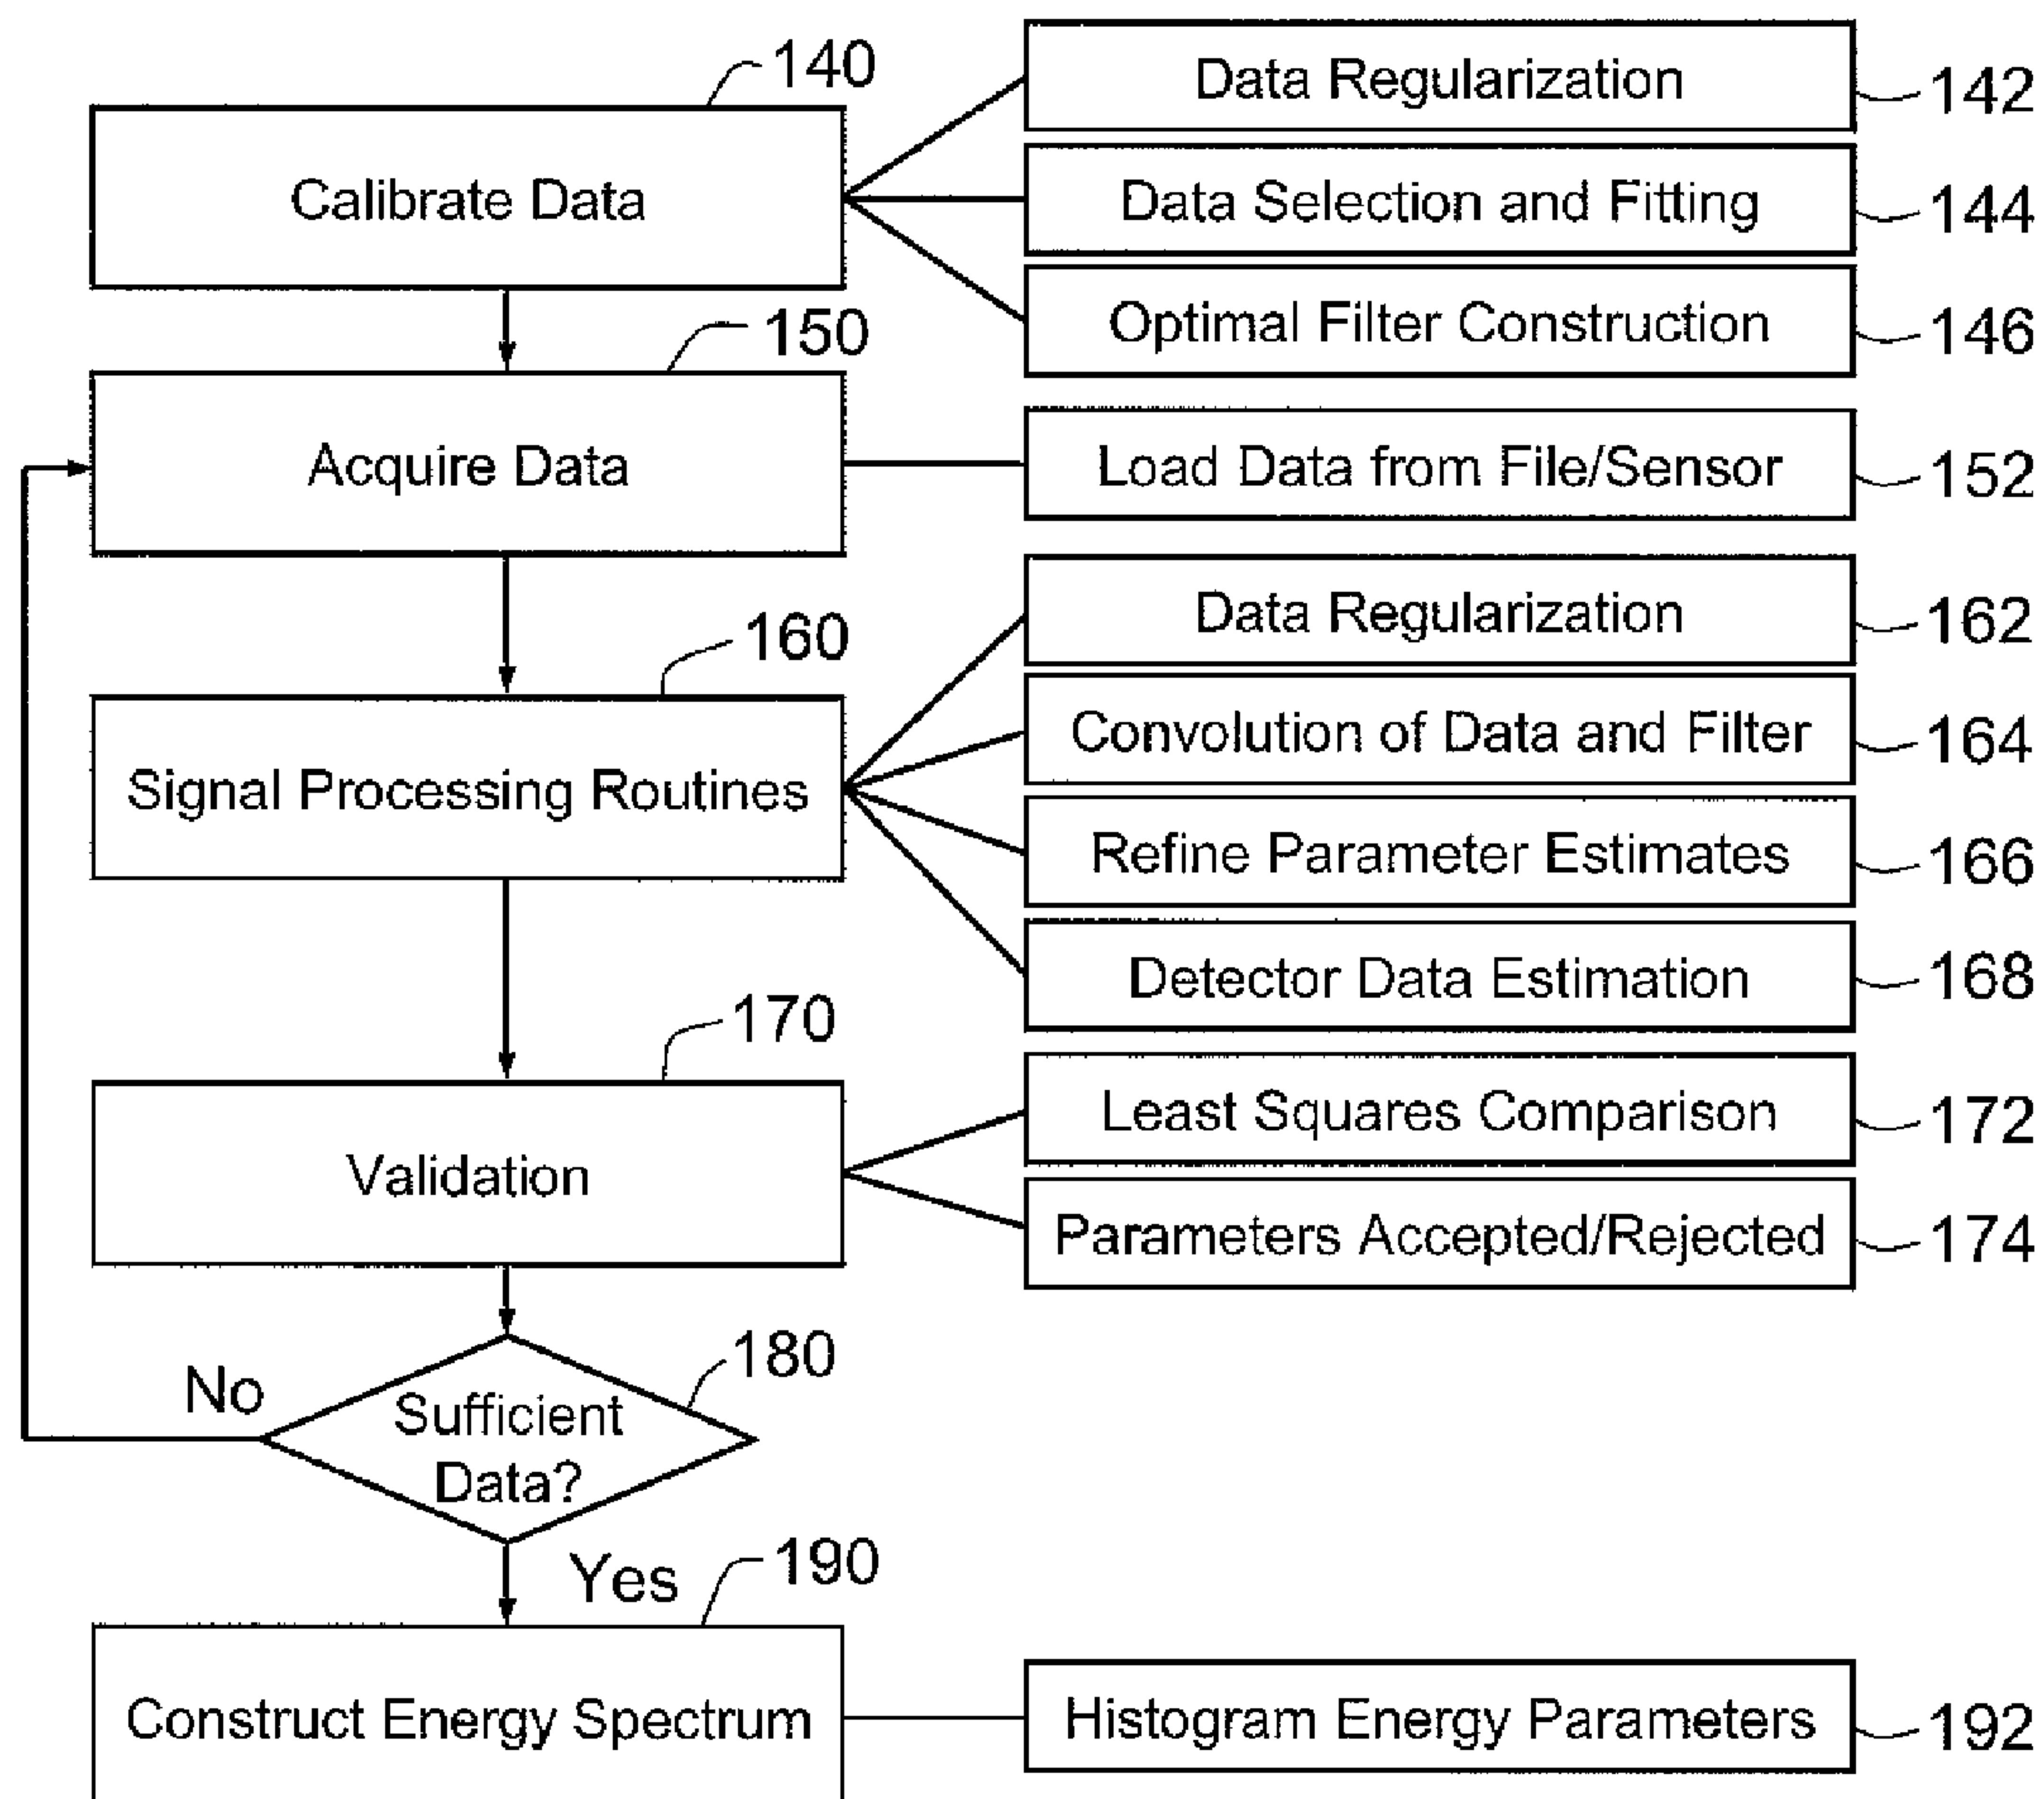 140
Calibrate Data
Data Regularization
142
Data Selection and Fitting
144
Optimal Filter Construction
146
150
Acquire Data
Load Data from File/Sensor
152
160
Signal Processing Routines
Data Regularization
162
Convolution of Data and Filter
164
Refine Parameter Estimates
166
Detector Data Estimation
168
170
Validation
Least Squares Comparison
172
Parameters Accepted/Rejected
174
180
No
Sufficient
Data?
Yes
190
Construct Energy Spectrum
Histogram Energy Parameters
192